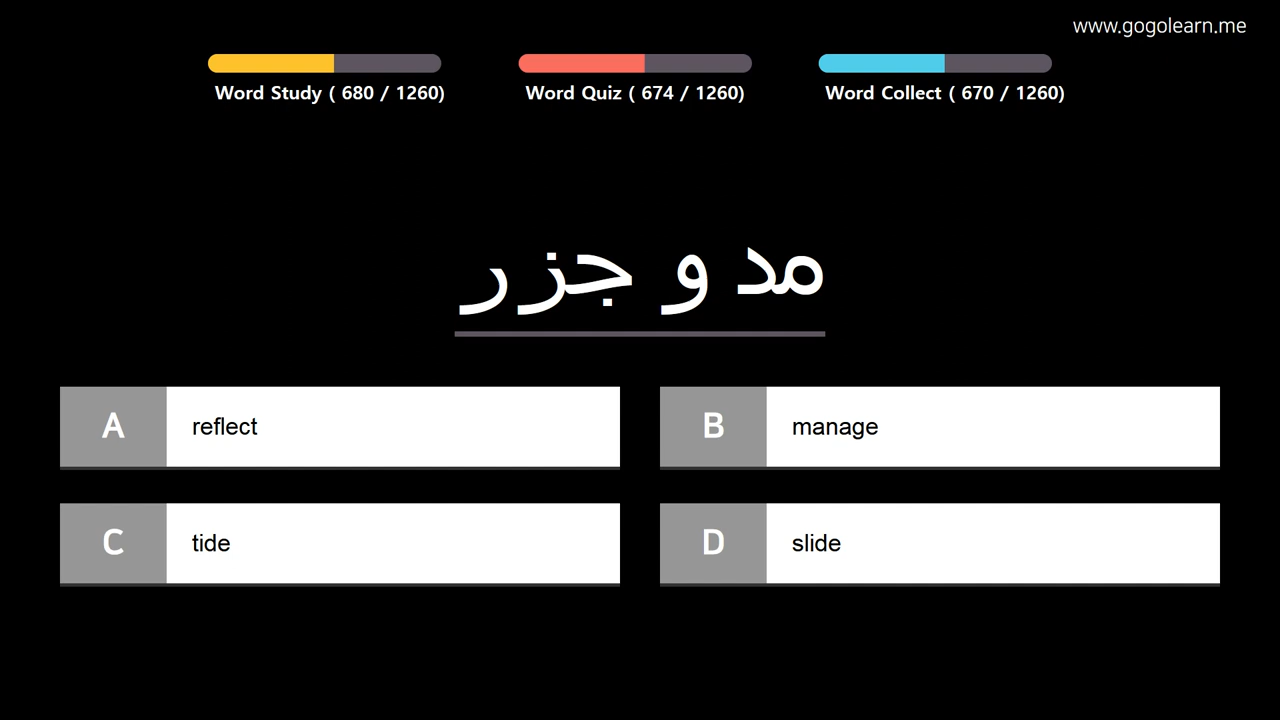 www.gogolearn.me
Word Study ( 680 / 1260)
Word Quiz ( 674 / 1260)
Word Collect ( 670 / 1260)
مد و جزر
A reflect
B manage
C tide
D slide